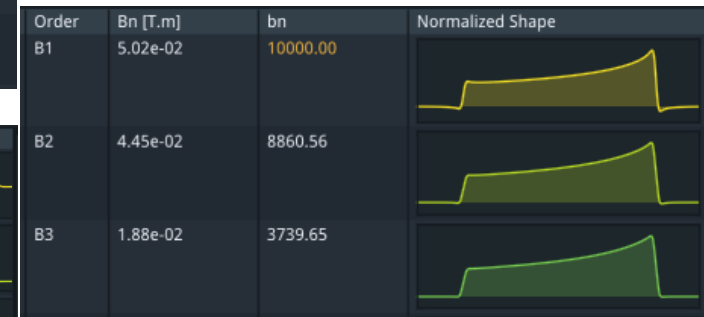 Order Bn [T.m] bn Normalized Shape
B1 5.02e-02 10000.00
B2 4.45e-02 8860.56
B3 1.88e-02 3739.65